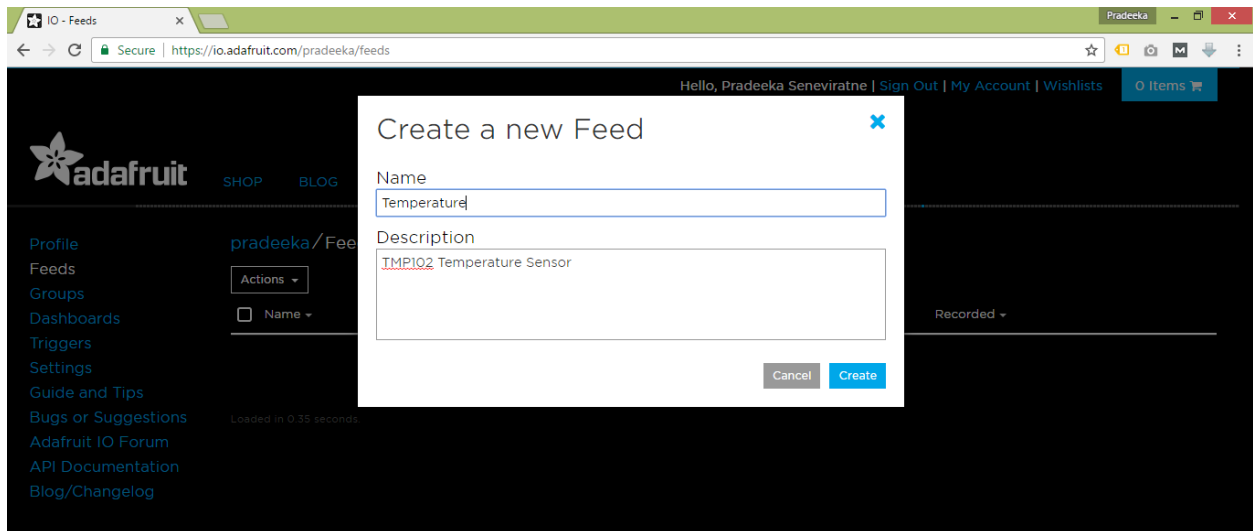 IO - Feeds
Pradeeka
Secure | https://io.adafruit.com/pradeeka/feeds
Hello, Pradeeka Seneviratne | Sign Out | My Account | Wishlists
0 Items
adafruit
SHOP
BLOG
Create a new Feed
Name
Temperature
Description
TMP102 Temperature Sensor
Cancel
Create
Profile
Feeds
Groups
Dashboards
Triggers
Settings
Guide and Tips
Bugs or Suggestions
Adafruit IO Forum
API Documentation
Blog/Changelog
pradeeka/Fee
Actions
Name
Recorded
Loaded in 0.35 seconds.